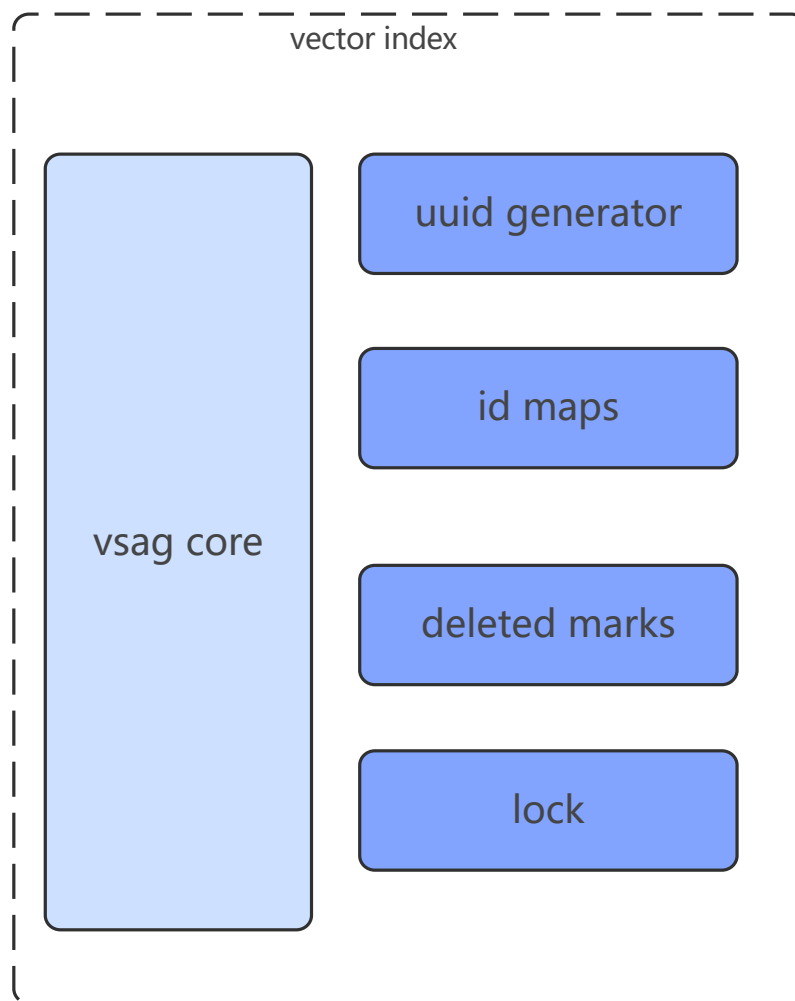 vector index
uuid generator
id maps
vsag core
deleted marks
lock